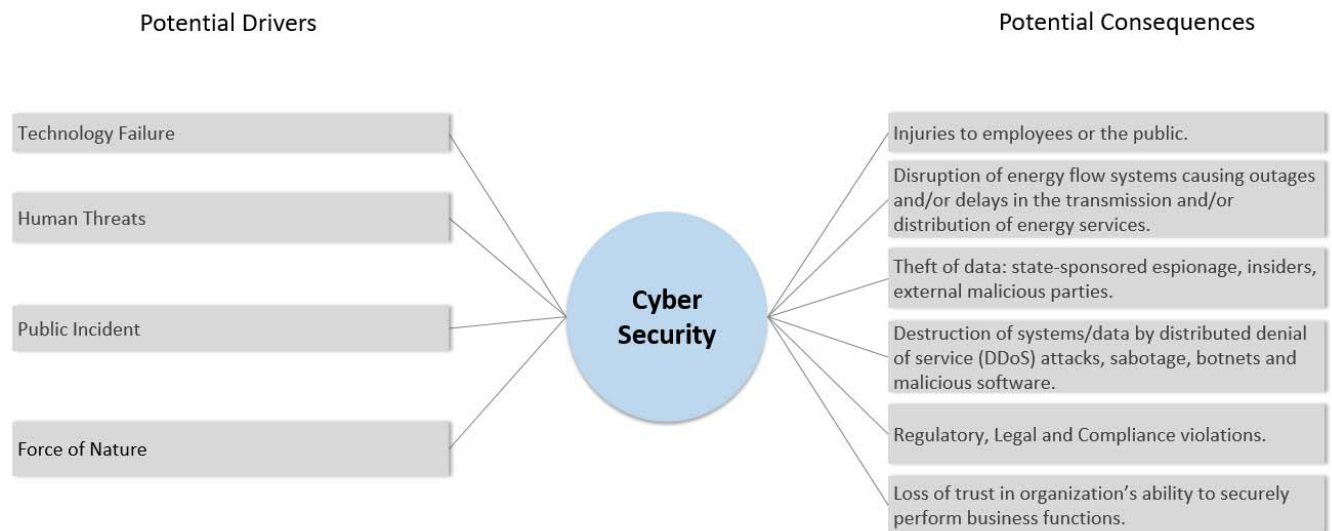 Potential Drivers
Potential Consequences
Technology Failure
Human Threats
Public Incident
Force of Nature
Cyber
Security
Injuries to employees or the public.
Disruption of energy flow systems causing outages
and/or delays in the transmission and/or
distribution of energy services.
Theft of data: state-sponsored espionage, insiders,
external malicious parties.
Destruction of systems/data by distributed denial
of service (DDoS) attacks, sabotage, botnets and
malicious software.
Regulatory, Legal and Compliance violations.
Loss of trust in organization’s ability to securely
perform business functions.